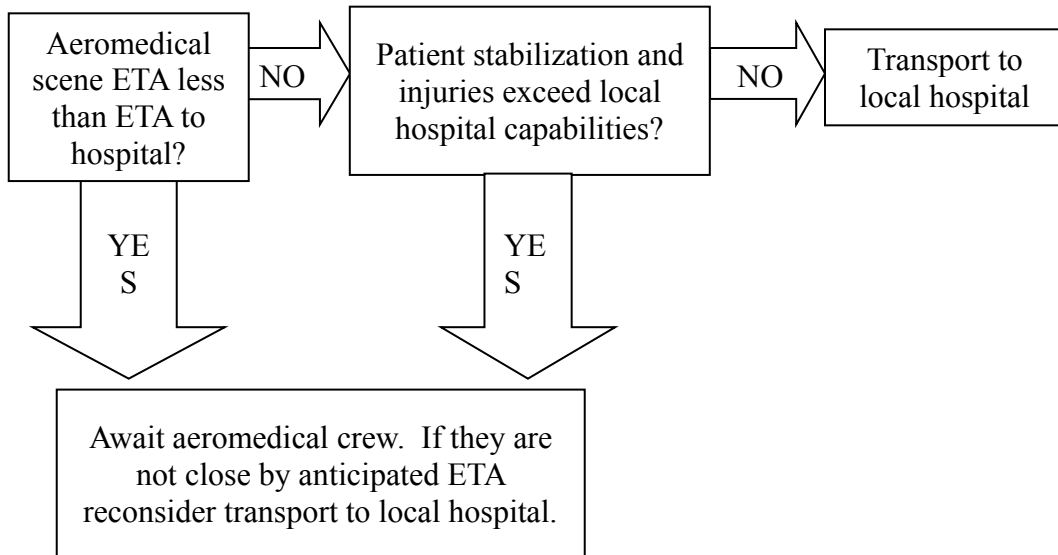 Aeromedical
scene ETA less
than ETA to
hospital?
NO
Patient stabilization and
injuries exceed local
hospital capabilities?
NO
Transport to
local hospital
YE
S
YE
S
Await aeromedical crew.  If they are
not close by anticipated ETA
reconsider transport to local hospital.